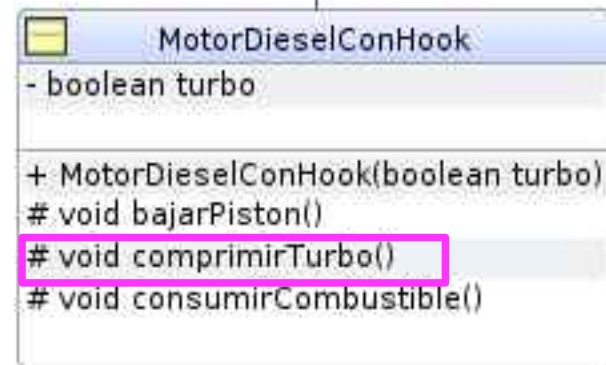 MotorDieselConHook
- boolean turbo
+ MotorDieselConHook(boolean turbo)
# void bajarPiston()
# void comprimirTurbo()
# void consumirCombustible()